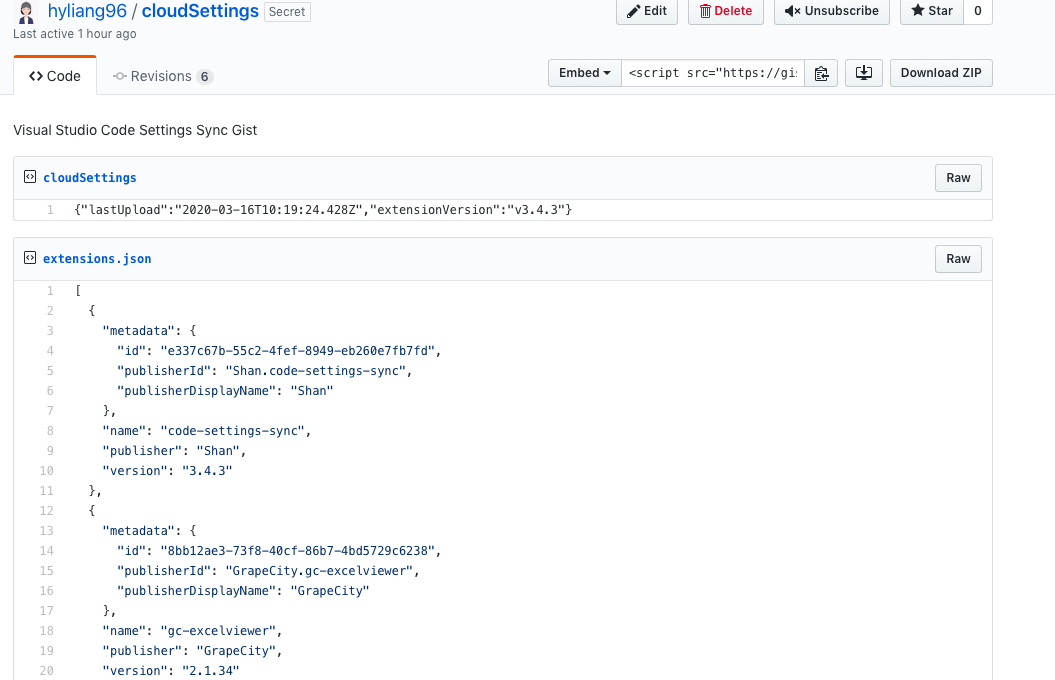 hyliang96 / cloudSettings Secret
Edit Delete Unsubscribe Star 0
Last active 1 hour ago
Code Revisions 6
Embed <script src="https://gi: Download ZIP
Visual Studio Code Settings Sync Gist
cloudSettings Raw
1 {"lastUpload":"2020-03-16T10:19:24.428Z","extensionVersion":"v3.4.3"}
extensions.json Raw
1 [
2 {
3 "metadata": {
4 "id": "e337c67b-55c2-4fef-8949-eb260e7fb7fd",
5 "publisherId": "Shan.code-settings-sync",
6 "publisherDisplayName": "Shan"
7 },
8 "name": "code-settings-sync",
9 "publisher": "Shan",
10 "version": "3.4.3"
11 },
12 {
13 "metadata": {
14 "id": "8bb12ae3-73f8-40cf-86b7-4bd5729c6238",
15 "publisherId": "GrapeCity.gc-excelviewer",
16 "publisherDisplayName": "GrapeCity"
17 },
18 "name": "gc-excelviewer",
19 "publisher": "GrapeCity",
20 "version": "2.1.34"